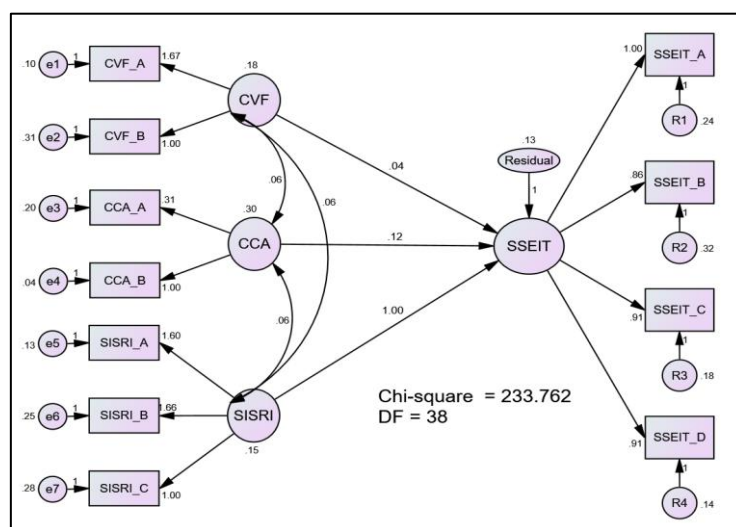 .10 e1 1 CVF_A 1.67
.31 e2 1 CVF_B 1.00
.20 e3 1 CCA_A .31
.04 e4 1 CCA_B 1.00
.13 e5 1 SISRI_A 1.60
.25 e6 1 SISRI_B 1.66
.28 e7 1 SISRI_C 1.00
.18
CVF
.06
.06
.30
CCA
.06
SISRI
.15
.04
.12
1.00
.13
Residual
1
SSEIT
Chi-square = 233.762
DF = 38
1.00 SSEIT_A
1
R1 .24
.86 SSEIT_B
1
R2 .32
.91 SSEIT_C
1
R3 .18
.91 SSEIT_D
1
R4 .14